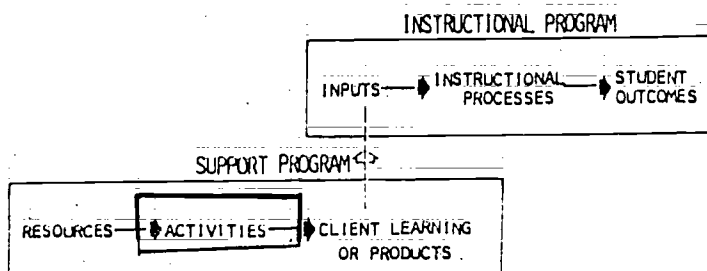 INSTRUCTIONAL PROGRAM
INPUTS INSTRUCTIONAL STUDENT
PROCESSES OUTCOMES
SUPPORT PROGRAM
RESOURCES ACTIVITIES CLIENT LEARNING
OR PRODUCTS